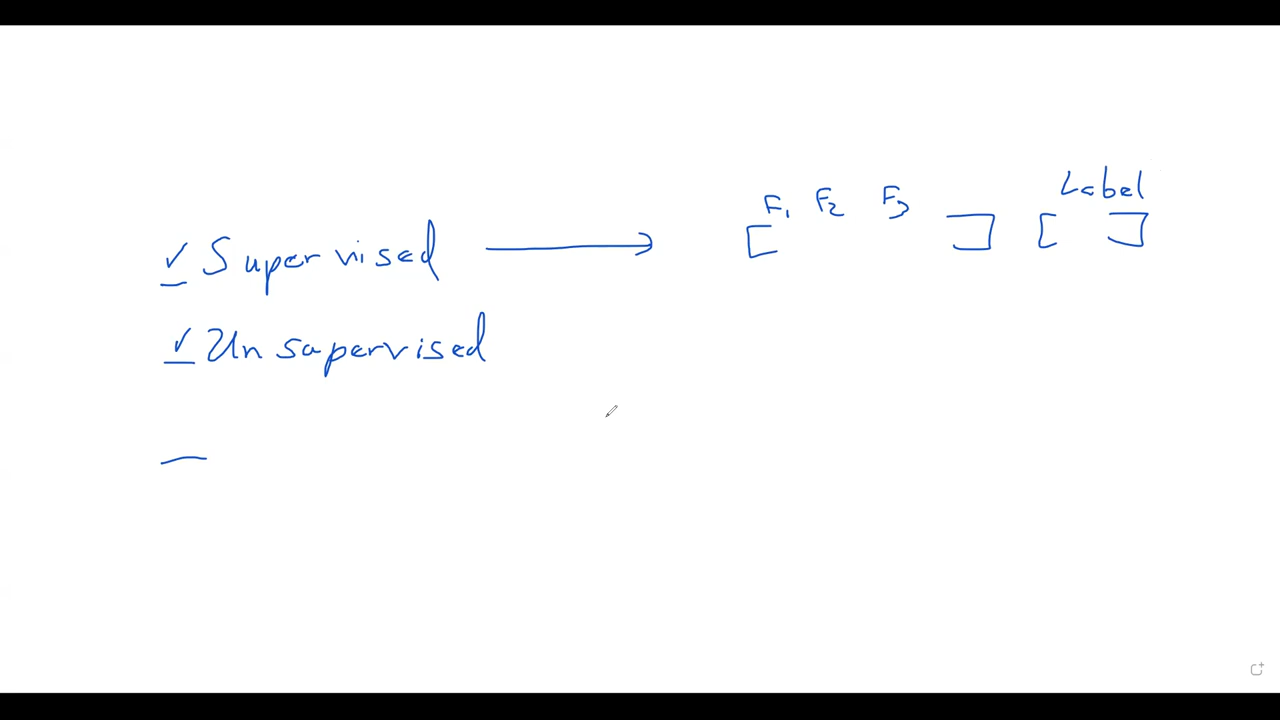 Label
F1 F2 F3
[ ] [ ]
✓ Supervised
✓ Unsupervised